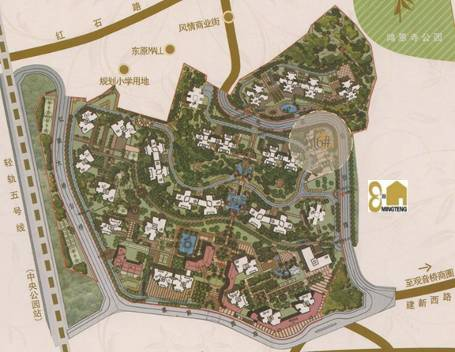 红石路
风情商业街
东原MALL
规划小学用地
鸿恩寺公园
6#
轻轨五号线
(中央公园站)
MINGTENG
至观音桥商圈
建新西路